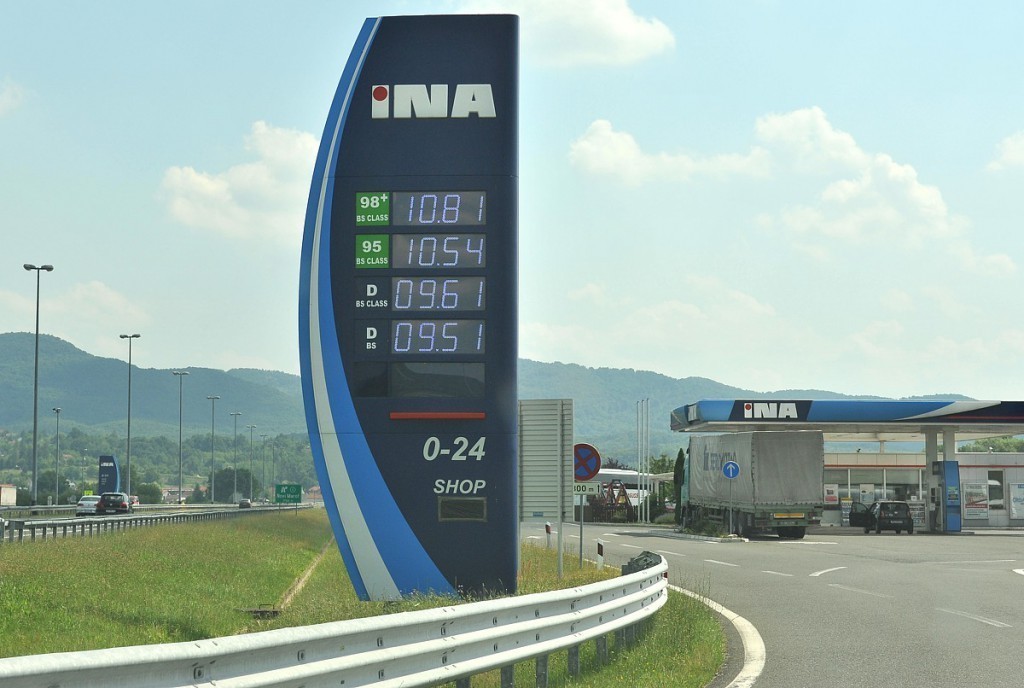 INA
98+
BS CLASS
10.81
95
BS CLASS
10.54
D
BS CLASS
09.61
D
BS
09.51
0-24
SHOP
INA